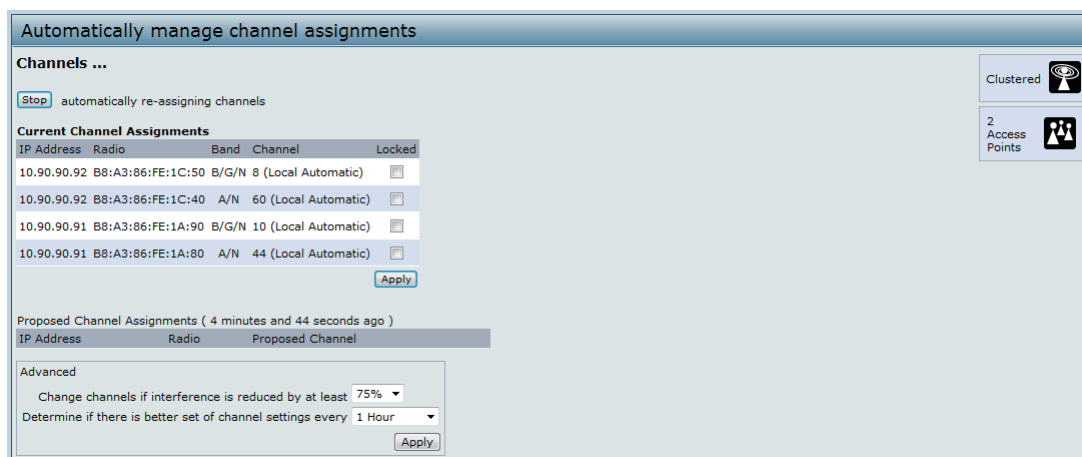 Automatically manage channel assignments
Channels ...
Clustered
Stop automatically re-assigning channels
2
Access
Points
Current Channel Assignments
IP Address Radio Band Channel Locked
10.90.90.92 B8:A3:86:FE:1C:50 B/G/N 8 (Local Automatic)
10.90.90.92 B8:A3:86:FE:1C:40 A/N 60 (Local Automatic)
10.90.90.91 B8:A3:86:FE:1A:90 B/G/N 10 (Local Automatic)
10.90.90.91 B8:A3:86:FE:1A:80 A/N 44 (Local Automatic)
Apply
Proposed Channel Assignments ( 4 minutes and 44 seconds ago )
IP Address Radio Proposed Channel
Advanced
Change channels if interference is reduced by at least 75%
Determine if there is better set of channel settings every 1 Hour
Apply